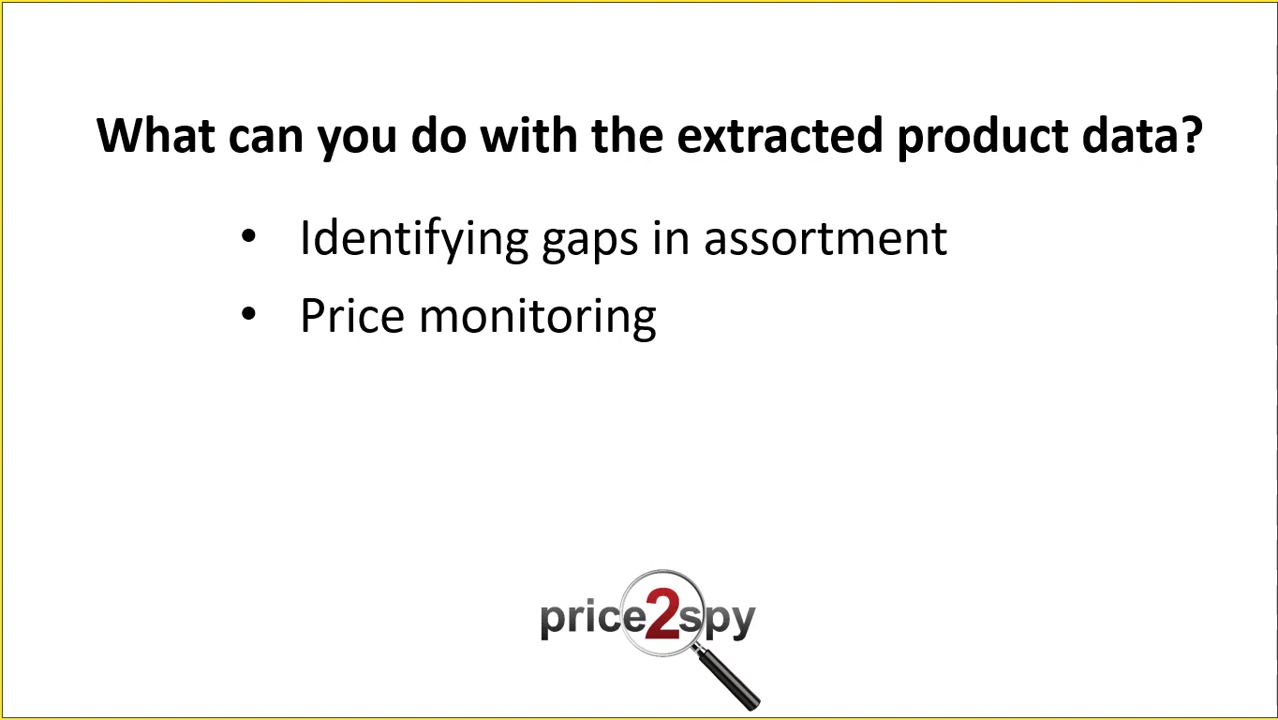 What can you do with the extracted product data?
• Identifying gaps in assortment
• Price monitoring
price2spy